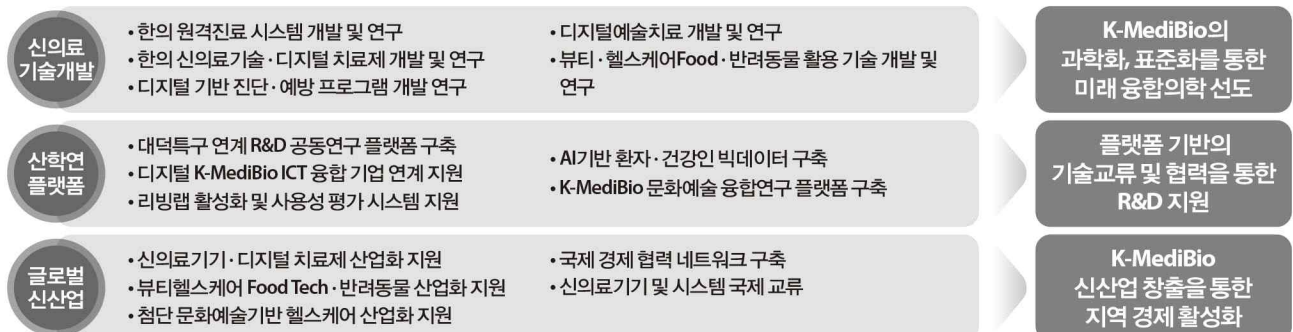 신의료
기술개발
• 한의 원격진료 시스템 개발 및 연구
• 한의 신의료기술 · 디지털 치료제 개발 및 연구
• 디지털 기반 진단 · 예방 프로그램 개발 연구
• 디지털예술치료 개발 및 연구
• 뷰티 · 헬스케어Food · 반려동물 활용 기술 개발 및
연구
K-MediBio의
과학화, 표준화를 통한
미래 융합의학 선도
산학연
플랫폼
• 대덕특구 연계 R&D 공동연구 플랫폼 구축
• 디지털 K-MediBio ICT 융합 기업 연계 지원
• 리빙랩 활성화 및 사용성 평가 시스템 지원
• AI기반 환자 · 건강인 빅데이터 구축
• K-MediBio 문화예술 융합연구 플랫폼 구축
플랫폼 기반의
기술교류 및 협력을 통한
R&D 지원
글로벌
신산업
• 신의료기기 · 디지털 치료제 산업화 지원
• 뷰티헬스케어 Food Tech · 반려동물 산업화 지원
• 첨단 문화예술기반 헬스케어 산업화 지원
• 국제 경제 협력 네트워크 구축
• 신의료기기 및 시스템 국제 교류
K-MediBio
신산업 창출을 통한
지역 경제 활성화